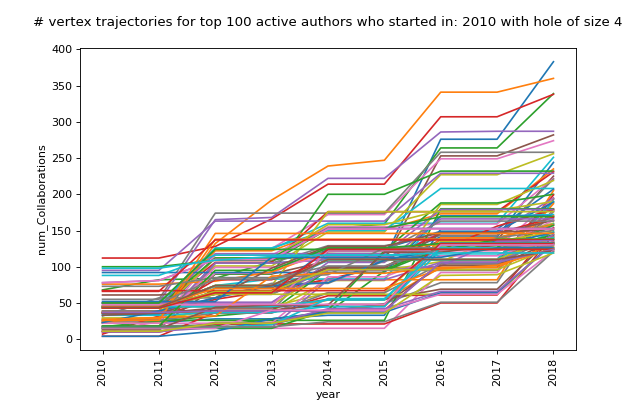 # vertex trajectories for top 100 active authors who started in: 2010 with hole of size 4
400
350
300
250
200
150
100
50
0
num_Collaborations
2010 2011 2012 2013 2014 2015 2016 2017 2018
year